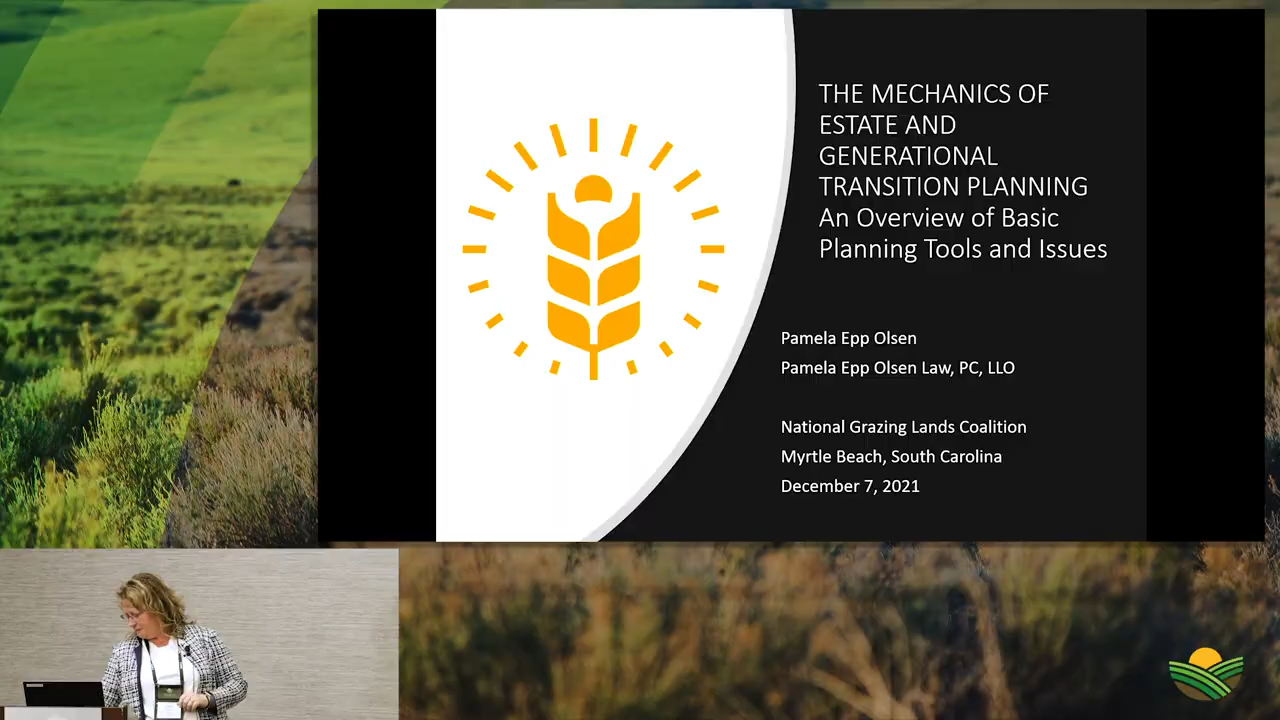 THE MECHANICS OF
ESTATE AND
GENERATIONAL
TRANSITION PLANNING
An Overview of Basic
Planning Tools and Issues
Pamela Epp Olsen
Pamela Epp Olsen Law, PC, LLO
National Grazing Lands Coalition
Myrtle Beach, South Carolina
December 7, 2021